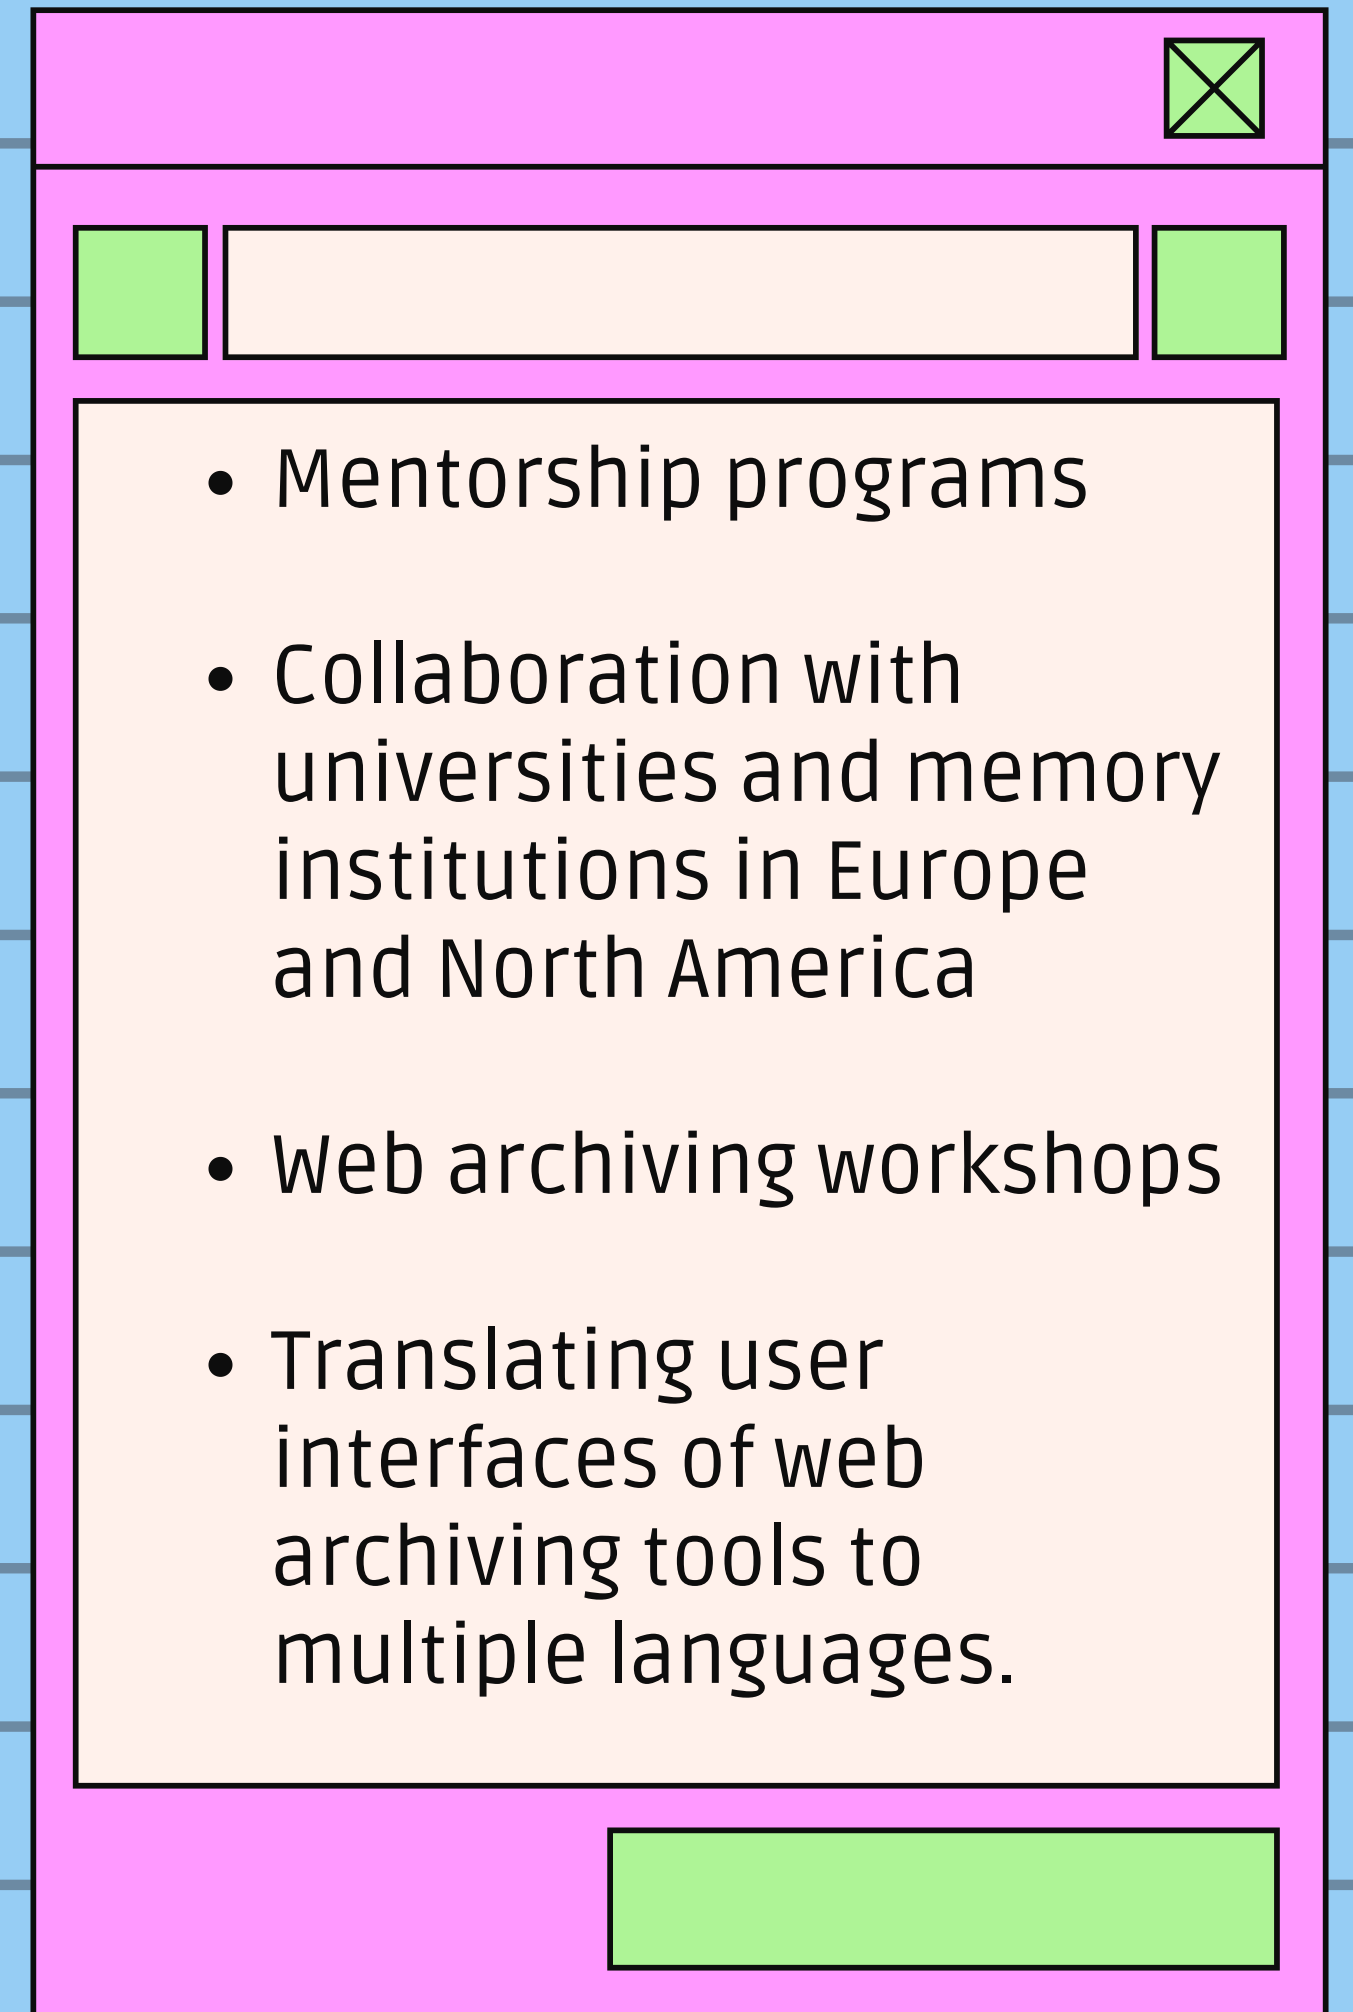 • Mentorship programs
• Collaboration with
universities and memory
institutions in Europe
and North America
• Web archiving workshops
• Translating user
interfaces of web
archiving tools to
multiple languages.